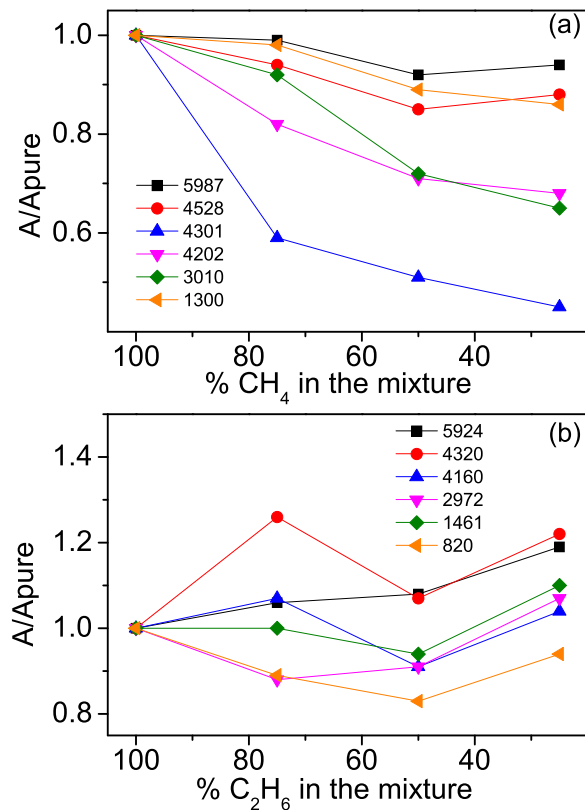 (a)
1.0
0.8
0.6
A/Apure
5987
4528
4301
4202
3010
1300
100 80 60 40
% CH₄ in the mixture
(b)
1.4
1.2
1.0
0.8
A/Apure
5924
4320
4160
2972
1461
820
100 80 60 40
% C₂H₆ in the mixture